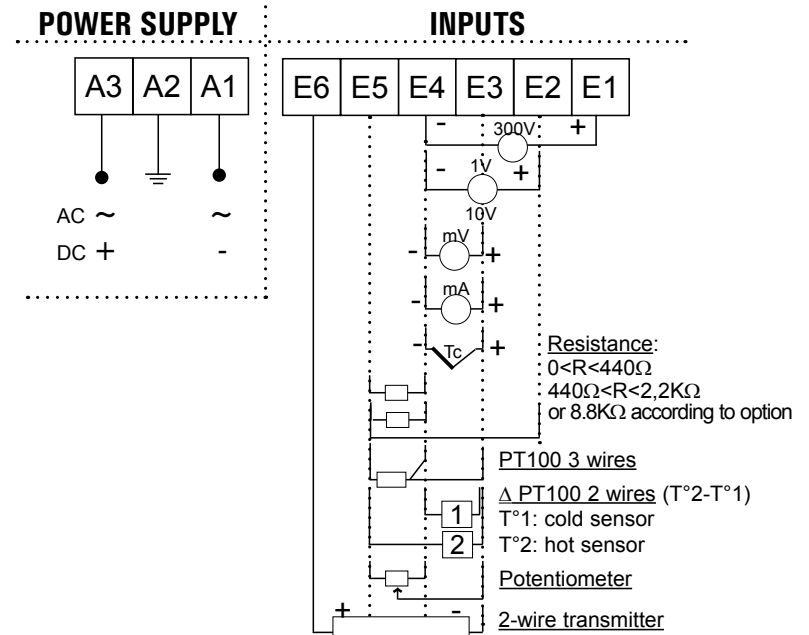 POWER SUPPLY
INPUTS
A3 A2 A1
E6 E5 E4 E3 E2 E1
- 300V +
- 1V +
10V
AC ~ ~
DC + -
mV
- +
mA
- +
- Tc +
Resistance:
0<R<440Ω
440Ω<R<2,2KΩ
or 8.8KΩ according to option
PT100 3 wires
Δ PT100 2 wires (T°2-T°1)
1
T°1: cold sensor
2
T°2: hot sensor
Potentiometer
+ -
2-wire transmitter